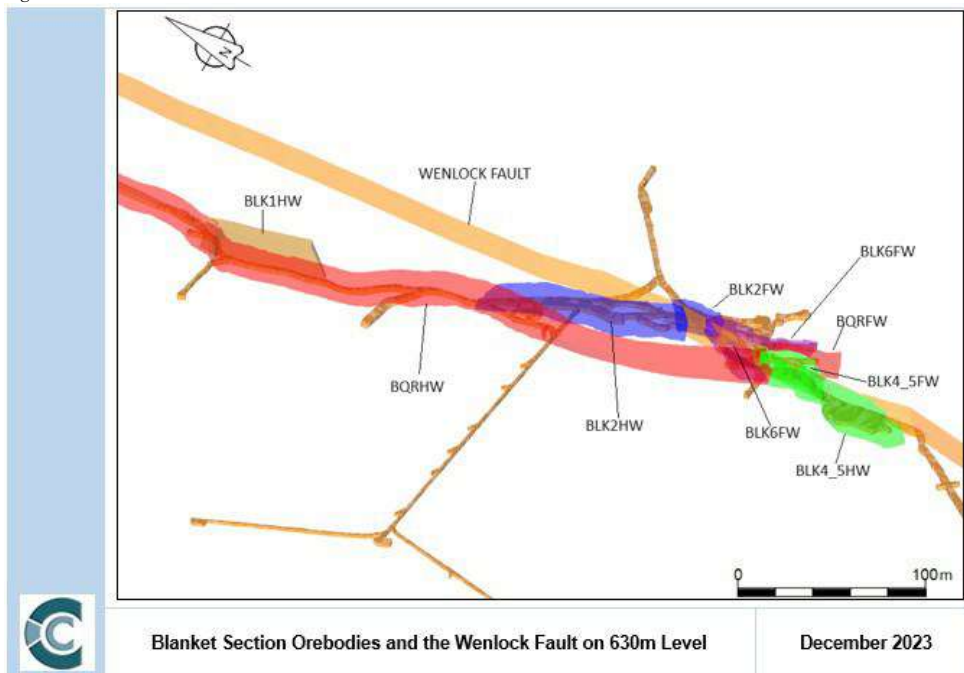 N
WENLOCK FAULT
BLK1HW
BLK6FW
BLK2FW
BQRFW
BQRHW
BLK4_5FW
BLK2HW
BLK6FW
BLK4_5HW
0 100m
Blanket Section Orebodies and the Wenlock Fault on 630m Level
December 2023